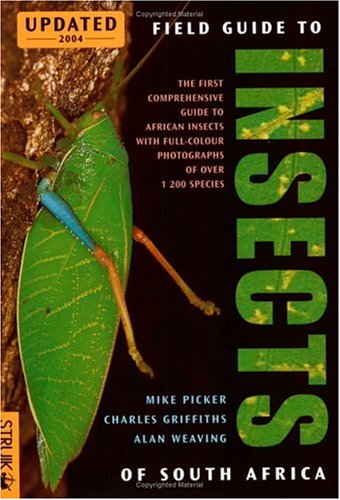 UPDATED
2004
FIELD GUIDE TO
INSECTS
THE FIRST
COMPREHENSIVE
GUIDE TO
AFRICAN INSECTS
WITH FULL-COLOUR
PHOTOGRAPHS
OF OVER
1 200 SPECIES
MIKE PICKER
CHARLES GRIFFITHS
ALAN WEAVING
OF SOUTH AFRICA
STRUIK